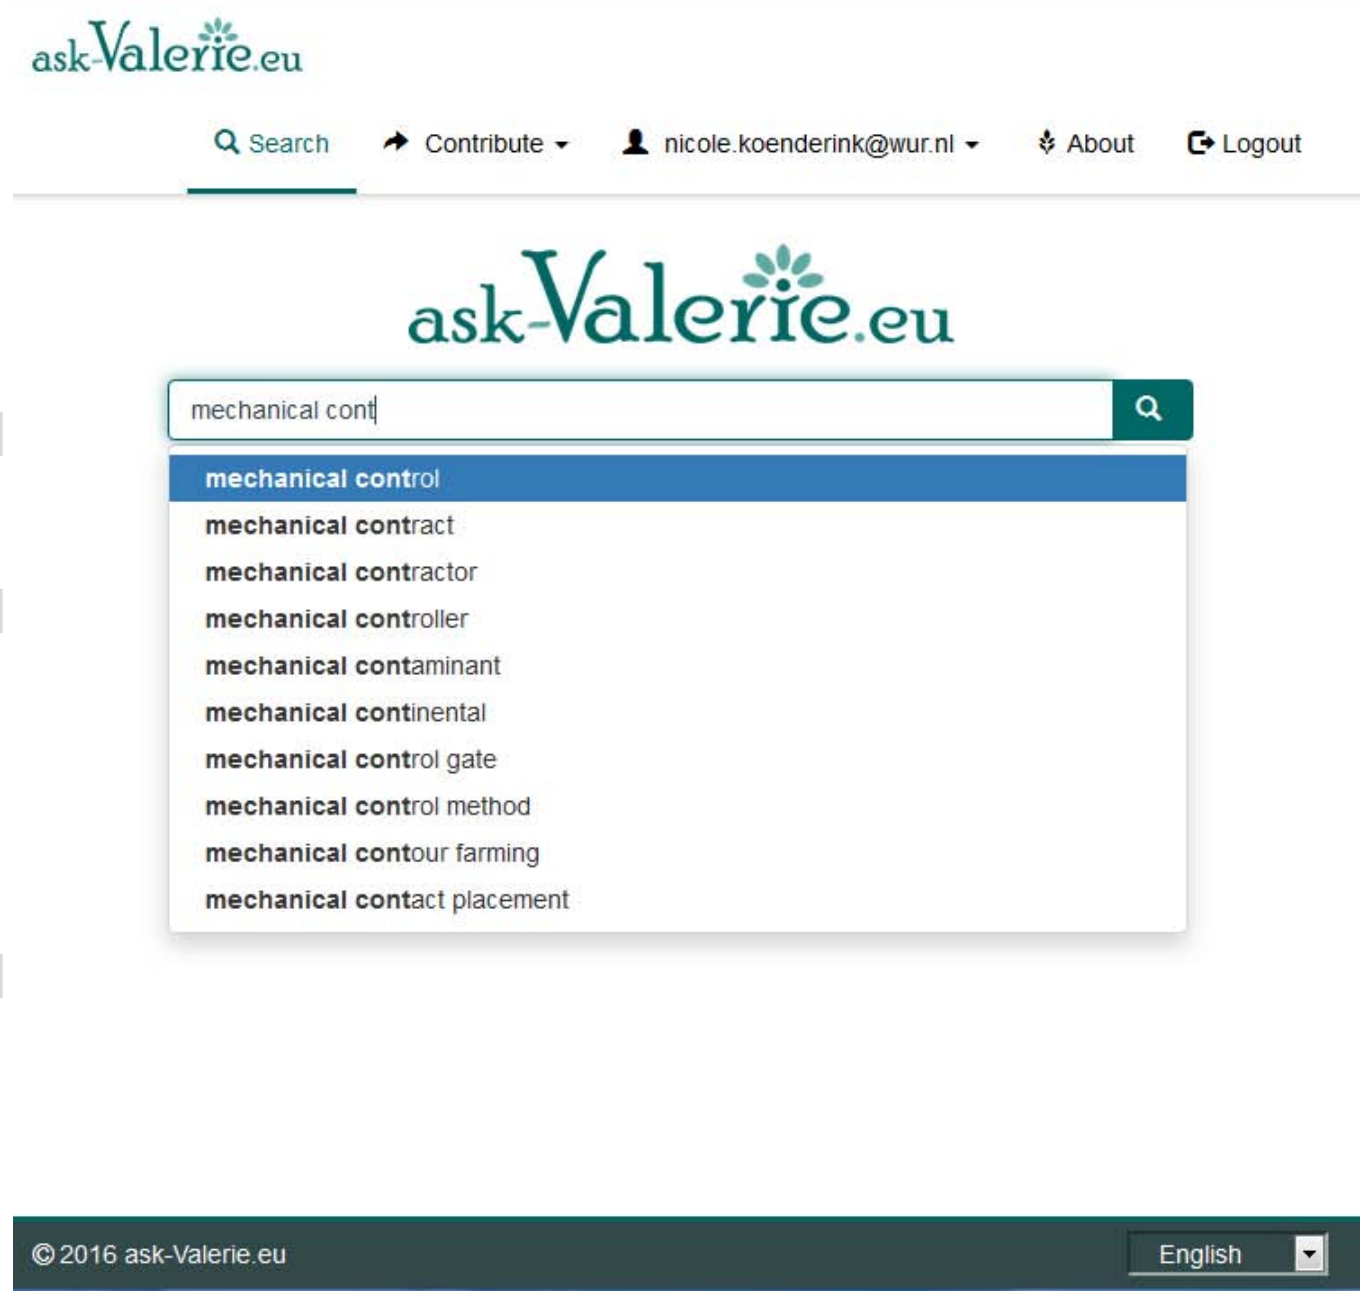 ask-Valerie.eu
Search Contribute nicole.koenderink@wur.nl About Logout
ask-Valerie.eu
mechanical cont
mechanical control
mechanical contract
mechanical contractor
mechanical controller
mechanical contaminant
mechanical continental
mechanical control gate
mechanical control method
mechanical contour farming
mechanical contact placement
© 2016 ask-Valerie.eu English